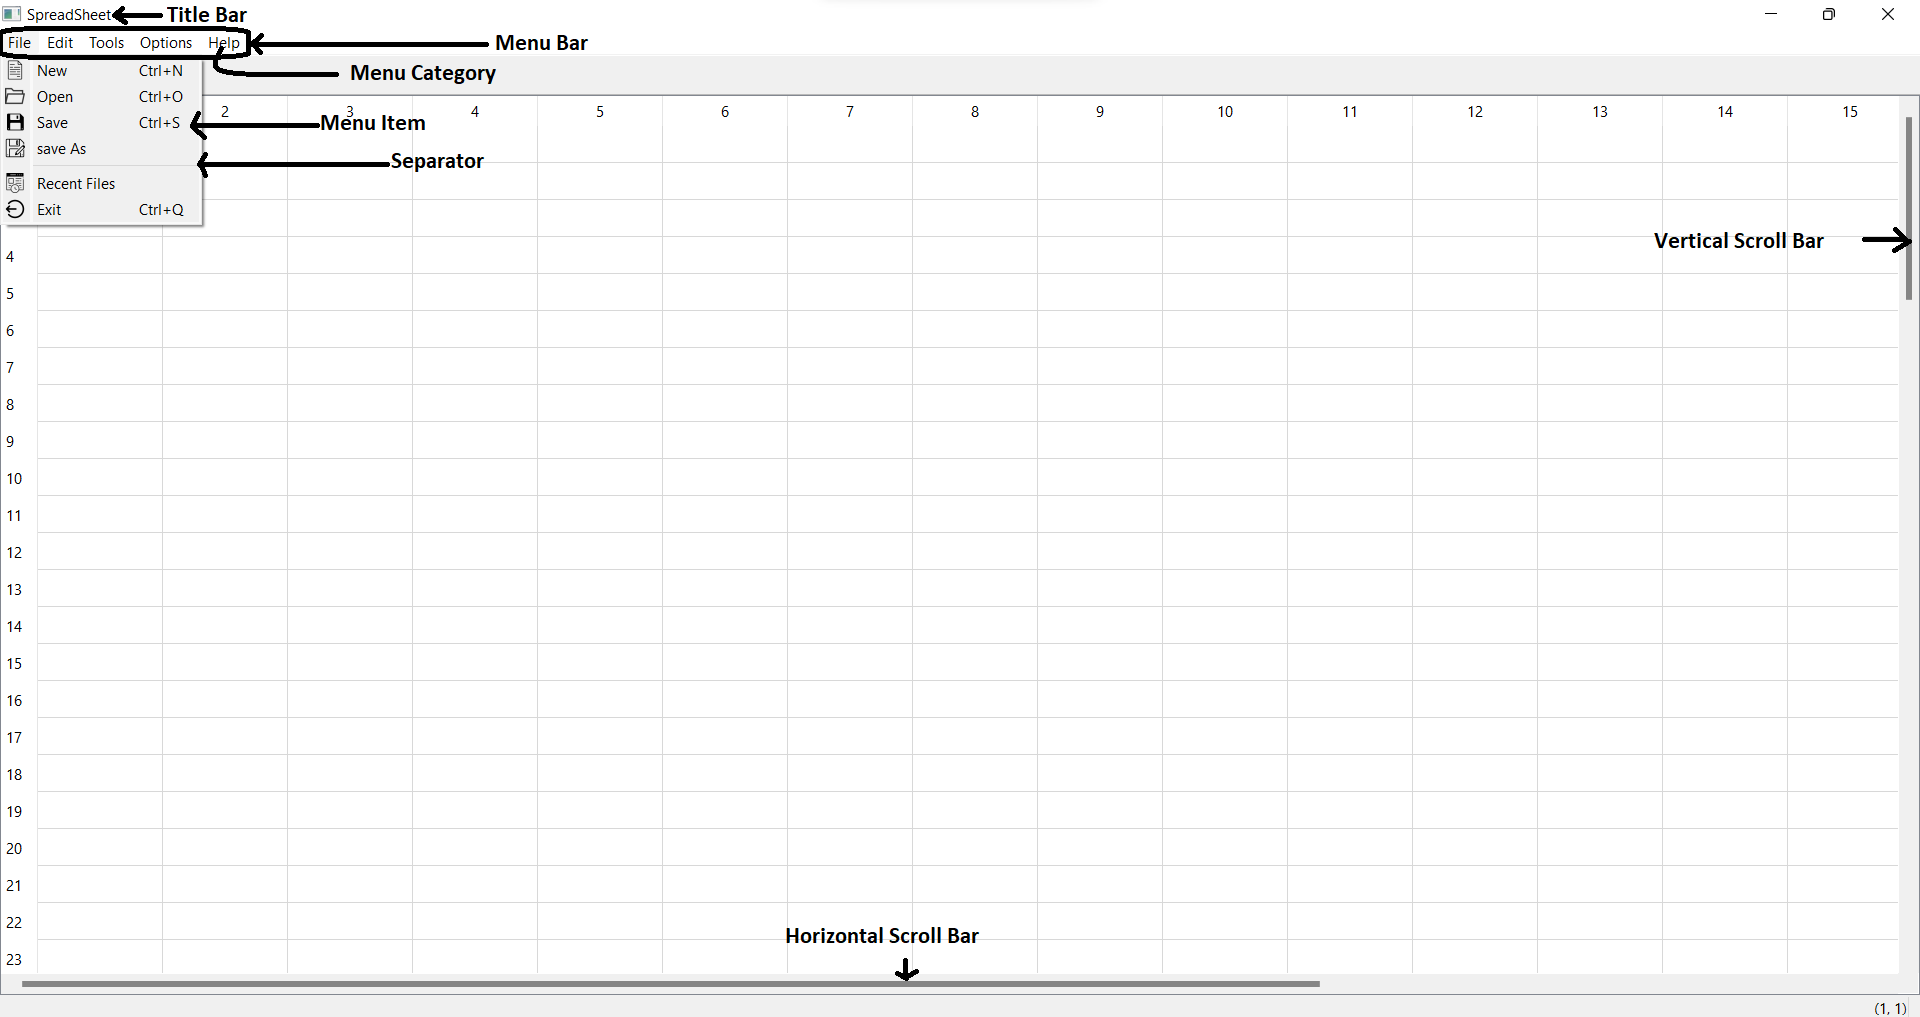 SpreadSheet Title Bar
File Edit Tools Options Help Menu Bar
New Ctrl+N Menu Category
Open Ctrl+O
2 3 4 5 6 7 8 9 10 11 12 13 14 15
Save Ctrl+S Menu Item
save As
Separator
Recent Files
Exit Ctrl+Q
Vertical Scroll Bar
4
5
6
7
8
9
10
11
12
13
14
15
16
17
18
19
20
21
22
Horizontal Scroll Bar
23
(1, 1)